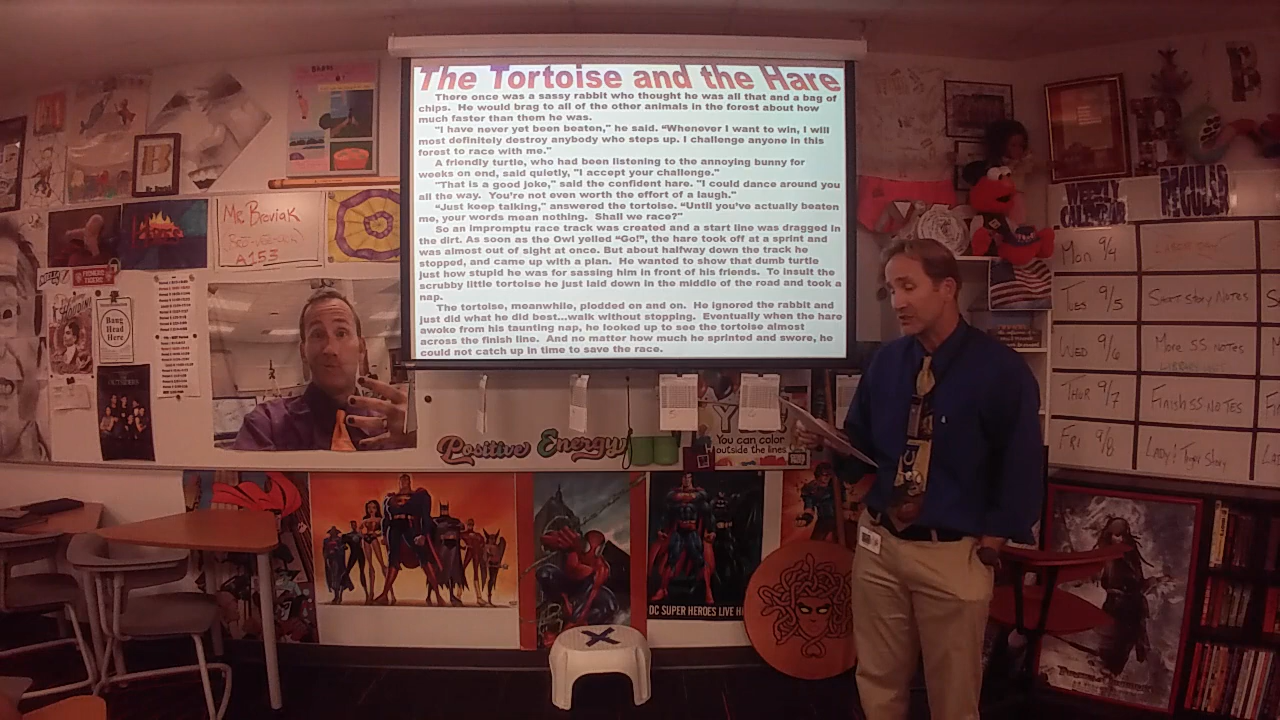 The Tortoise and the Hare
There once was a sassy rabbit who thought he was all that and a bag of
chips. He would brag to all of the other animals in the forest about how
much faster than them he was.
"I have never yet been beaten," he said. "Whenever I want to win, I will
most definitely destroy anybody who steps up. I challenge anyone in this
forest to race with me."
A friendly turtle, who had been listening to the annoying bunny for
weeks on end, said quietly, "I accept your challenge."
"That is a good joke," said the confident hare. "I could dance around you
all the way. You're not even worth the effort of a laugh."
"Just keep talking," answered the tortoise. "Until you've actually beaten
me, your words mean nothing. Shall we race?"
So an impromptu race track was created and a start line was dragged in
the dirt. As soon as the Owl yelled "Go!", the hare took off at a sprint and
was almost out of sight at once. But about halfway down the track he
stopped, and came up with a plan. He wanted to show that dumb turtle
just how stupid he was for sassing him in front of his friends. To insult the
scrubby little tortoise he just laid down in the middle of the road and took a
nap.
The tortoise, meanwhile, plodded on and on. He ignored the rabbit and
just did what he did best...walk without stopping. Eventually when the hare
awoke from his taunting nap, he looked up to see the tortoise almost
across the finish line. And no matter how much he sprinted and swore, he
could not catch up in time to save the race.
B
Mr. Breviak
A153
HOUDINI
Bang
Head
Here
THE
OUTSIDERS
Positive Energy
You can color
outside the lines
DC SUPER HEROES LIVE H
B
WEEKLY
CALENDAR
REGULAR
MON 9/4
TUES 9/5
SHORT STORY NOTES
WED 9/6
MORE SS NOTES
THUR 9/7
FINISH SS NOTES
FRI 9/8
LADY/TIGER STORY